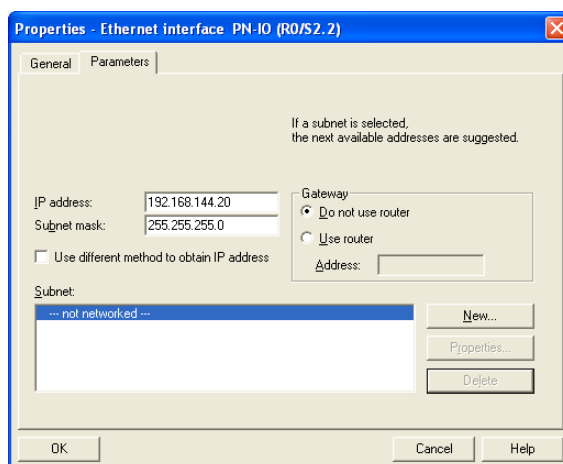 Properties - Ethernet interface PN-IO (R0/S2.2)
General
Parameters
If a subnet is selected,
the next available addresses are suggested.
IP address:
192.168.144.20
Subnet mask:
255.255.255.0
Use different method to obtain IP address
Gateway
Do not use router
Use router
Address:
Subnet:
--- not networked ---
New...
Properties...
Delete
OK
Cancel
Help